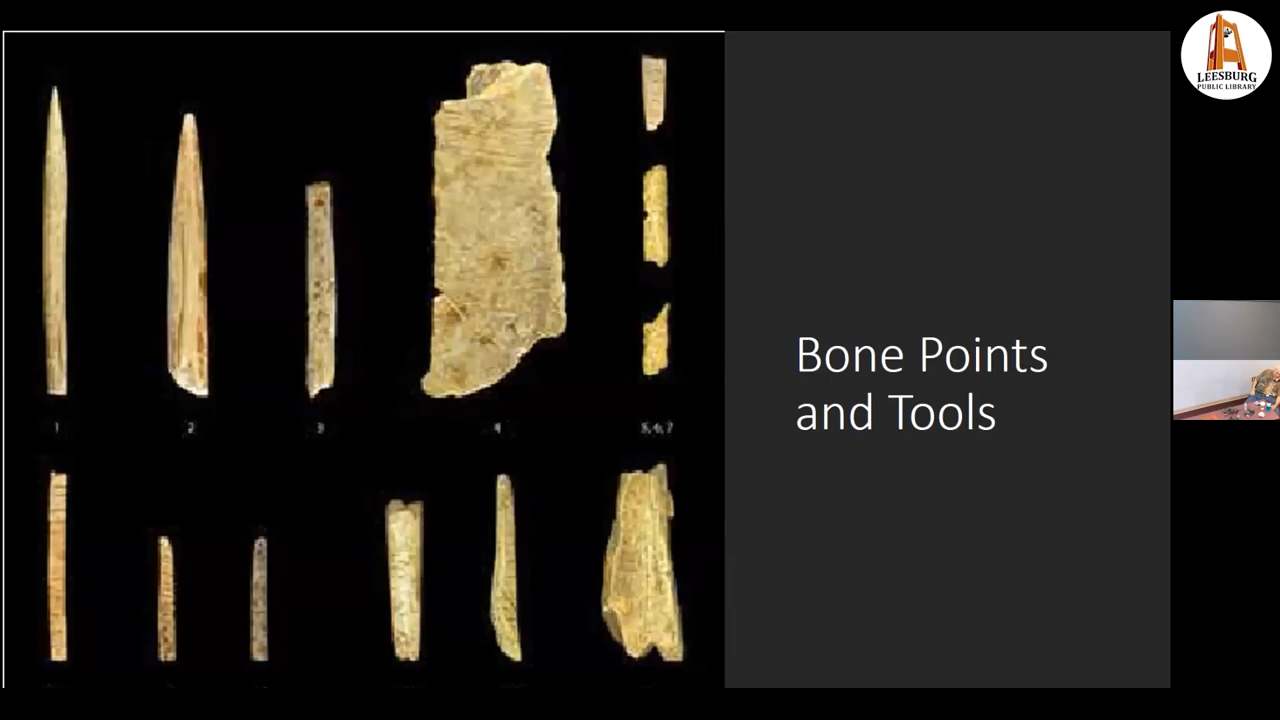 LEESBURG
PUBLIC LIBRARY
Bone Points
and Tools
1 2 3 4 5, 6, 7